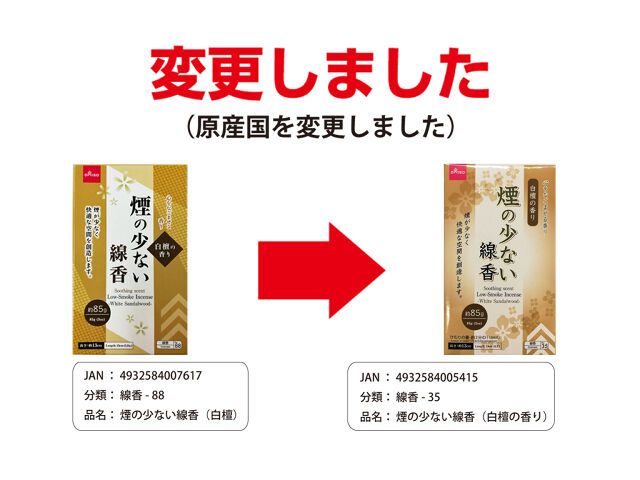 変更しました
（原産国を変更しました）
DAISO
煙の少ない
線香
白檀の
香り
煙が少なく
快適な空間を創造します。
Soothing scent
Low-Smoke Incense
-White Sandalwood-
約85g
線香
88
JAN ： 4932584007617
分類： 線香 - 88
品名： 煙の少ない線香（白檀）
DAISO
白檀の香り
煙の少ない
線香
煙が少なく
快適な空間を創造します。
Soothing scent
Low-Smoke Incense
-White Sandalwood-
約85g
35
JAN ： 4932584005415
分類： 線香 - 35
品名： 煙の少ない線香（白檀の香り）